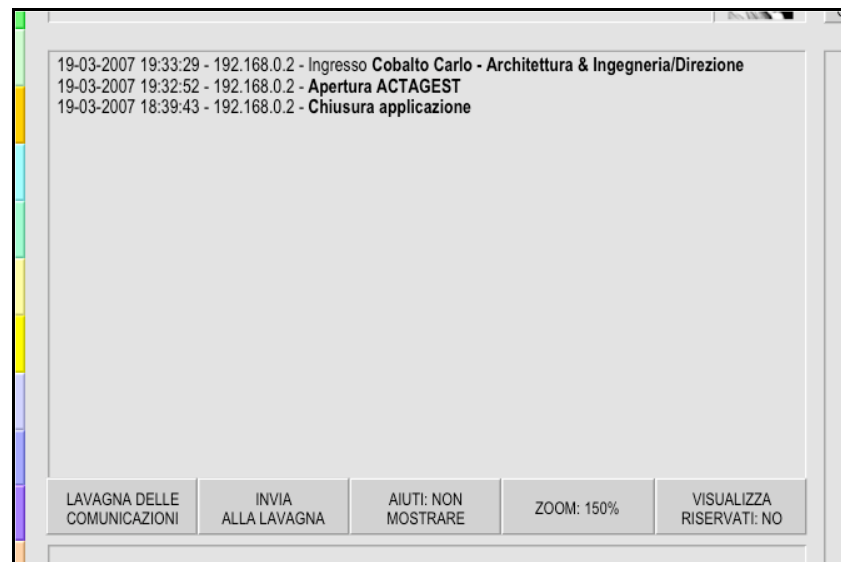 19-03-2007 19:33:29 - 192.168.0.2 - Ingresso Cobalto Carlo - Architettura & Ingegneria/Direzione
19-03-2007 19:32:52 - 192.168.0.2 - Apertura ACTAGEST
19-03-2007 18:39:43 - 192.168.0.2 - Chiusura applicazione
LAVAGNA DELLE
COMUNICAZIONI
INVIA
ALLA LAVAGNA
AIUTI: NON
MOSTRARE
ZOOM: 150%
VISUALIZZA
RISERVATI: NO